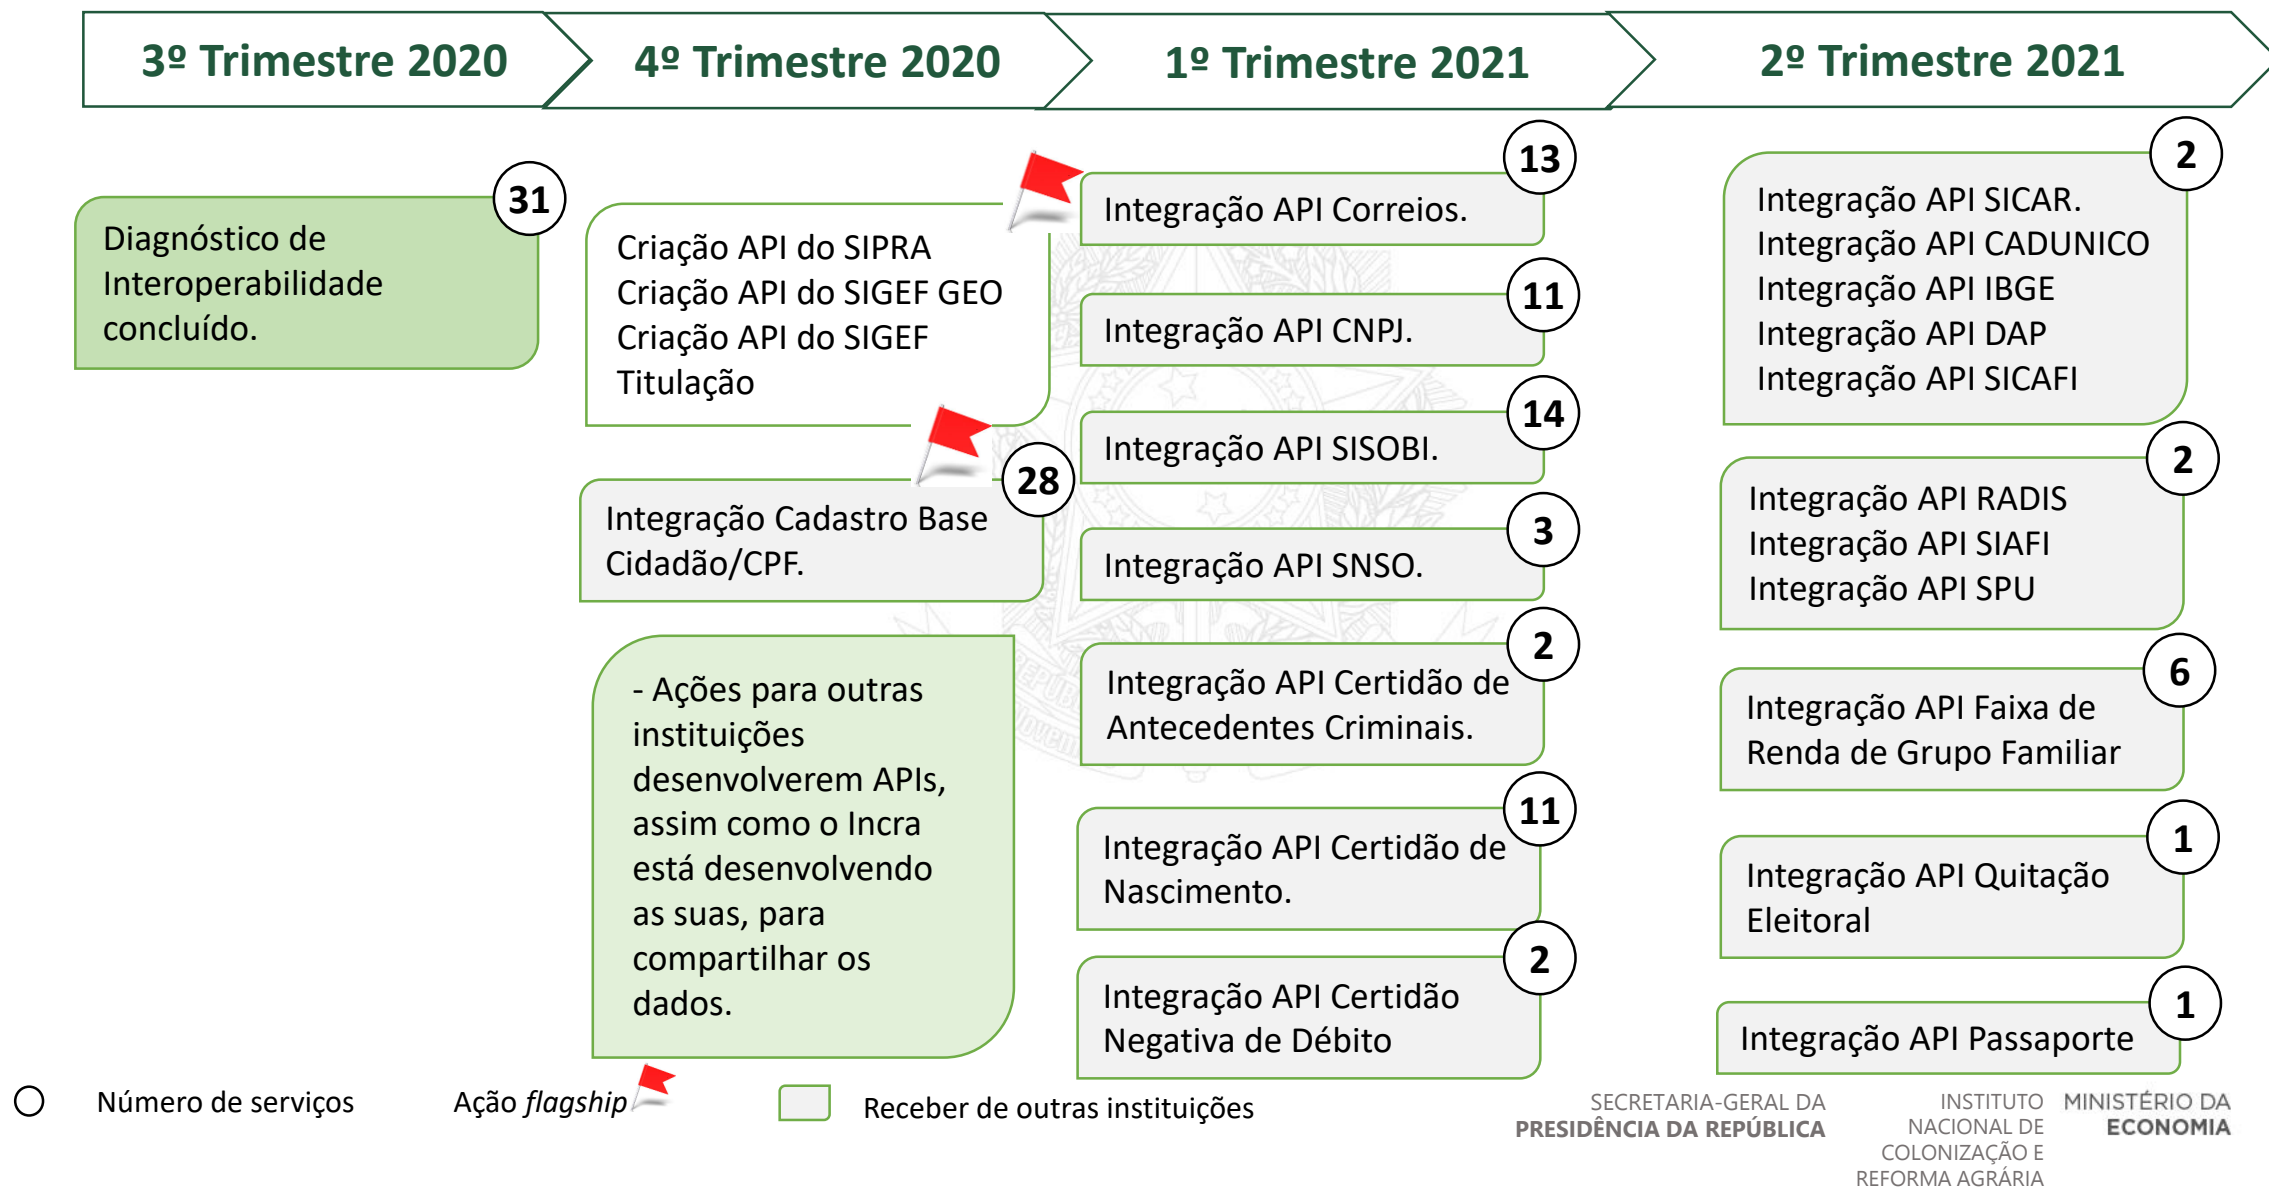 3º Trimestre 2020
4º Trimestre 2020
1º Trimestre 2021
2º Trimestre 2021
31
Diagnóstico de
Interoperabilidade
concluído.
Criação API do SIPRA
Criação API do SIGEF GEO
Criação API do SIGEF
Titulação
28
Integração Cadastro Base
Cidadão/CPF.
- Ações para outras
instituições
desenvolverem APIs,
assim como o Incra
está desenvolvendo
as suas, para
compartilhar os
dados.
13
Integração API Correios.
11
Integração API CNPJ.
14
Integração API SISOBI.
3
Integração API SNSO.
2
Integração API Certidão de
Antecedentes Criminais.
11
Integração API Certidão de
Nascimento.
2
Integração API Certidão
Negativa de Débito
2
Integração API SICAR.
Integração API CADUNICO
Integração API IBGE
Integração API DAP
Integração API SICAFI
2
Integração API RADIS
Integração API SIAFI
Integração API SPU
6
Integração API Faixa de
Renda de Grupo Familiar
1
Integração API Quitação
Eleitoral
1
Integração API Passaporte
Número de serviços
Ação flagship
Receber de outras instituições
SECRETARIA-GERAL DA
PRESIDÊNCIA DA REPÚBLICA
INSTITUTO
NACIONAL DE
COLONIZAÇÃO E
REFORMA AGRÁRIA
MINISTÉRIO DA
ECONOMIA